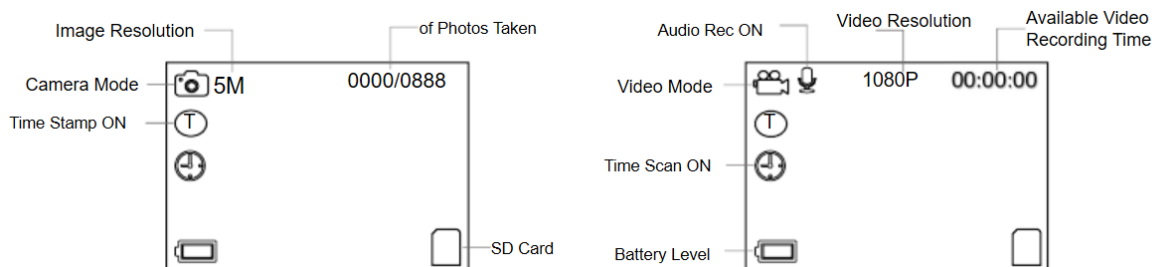 Image Resolution
of Photos Taken
Camera Mode
5M
0000/0888
Time Stamp ON
T
SD Card
Audio Rec ON
Video Resolution
Available Video
Recording Time
Video Mode
1080P
00:00:00
T
Time Scan ON
Battery Level